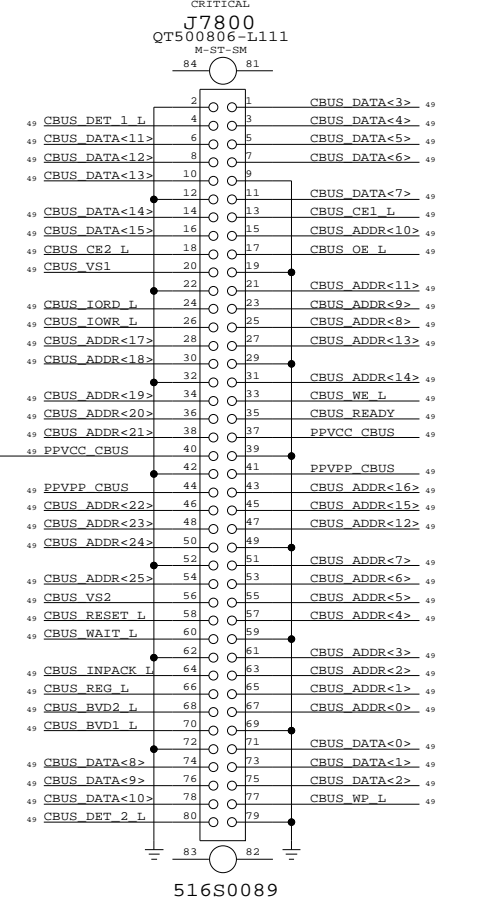 CRITICAL
J7800
QT500806-L111
M-ST-SM
84 81
2 1 CBUS_DATA<3> 49
49 CBUS_DET_1_L 4 3 CBUS_DATA<4> 49
49 CBUS_DATA<11> 6 5 CBUS_DATA<5> 49
49 CBUS_DATA<12> 8 7 CBUS_DATA<6> 49
49 CBUS_DATA<13> 10 9
12 11 CBUS_DATA<7> 49
49 CBUS_DATA<14> 14 13 CBUS_CE1_L 49
49 CBUS_DATA<15> 16 15 CBUS_ADDR<10> 49
49 CBUS_CE2_L 18 17 CBUS_OE_L 49
49 CBUS_VS1 20 19
22 21 CBUS_ADDR<11> 49
49 CBUS_IORD_L 24 23 CBUS_ADDR<9> 49
49 CBUS_IOWR_L 26 25 CBUS_ADDR<8> 49
49 CBUS_ADDR<17> 28 27 CBUS_ADDR<13> 49
49 CBUS_ADDR<18> 30 29
32 31 CBUS_ADDR<14> 49
49 CBUS_ADDR<19> 34 33 CBUS_WE_L 49
49 CBUS_ADDR<20> 36 35 CBUS_READY 49
49 CBUS_ADDR<21> 38 37 PPVCC_CBUS 49
49 PPVCC_CBUS 40 39
42 41 PPVPP_CBUS 49
49 PPVPP_CBUS 44 43 CBUS_ADDR<16> 49
49 CBUS_ADDR<22> 46 45 CBUS_ADDR<15> 49
49 CBUS_ADDR<23> 48 47 CBUS_ADDR<12> 49
49 CBUS_ADDR<24> 50 49
52 51 CBUS_ADDR<7> 49
49 CBUS_ADDR<25> 54 53 CBUS_ADDR<6> 49
49 CBUS_VS2 56 55 CBUS_ADDR<5> 49
49 CBUS_RESET_L 58 57 CBUS_ADDR<4> 49
49 CBUS_WAIT_L 60 59
62 61 CBUS_ADDR<3> 49
49 CBUS_INPACK_L 64 63 CBUS_ADDR<2> 49
49 CBUS_REG_L 66 65 CBUS_ADDR<1> 49
49 CBUS_BVD2_L 68 67 CBUS_ADDR<0> 49
49 CBUS_BVD1_L 70 69
72 71 CBUS_DATA<0> 49
49 CBUS_DATA<8> 74 73 CBUS_DATA<1> 49
49 CBUS_DATA<9> 76 75 CBUS_DATA<2> 49
49 CBUS_DATA<10> 78 77 CBUS_WP_L 49
49 CBUS_DET_2_L 80 79
83 82
516S0089